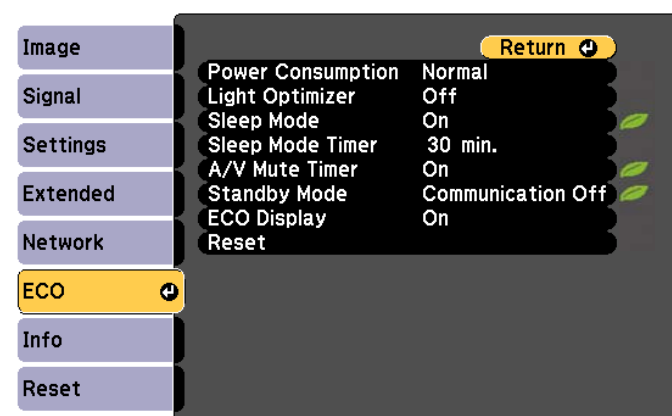 Image
Signal
Settings
Extended
Network
ECO
Info
Reset
Return
Power Consumption Normal
Light Optimizer Off
Sleep Mode On
Sleep Mode Timer 30 min.
A/V Mute Timer On
Standby Mode Communication Off
ECO Display On
Reset